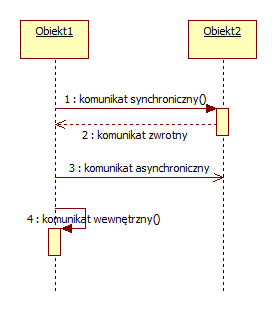 Obiekt1
Obiekt2
1 : komunikat synchroniczny()
2 : komunikat zwrotny
3 : komunikat asynchroniczny
4 : komunikat wewnętrzny()